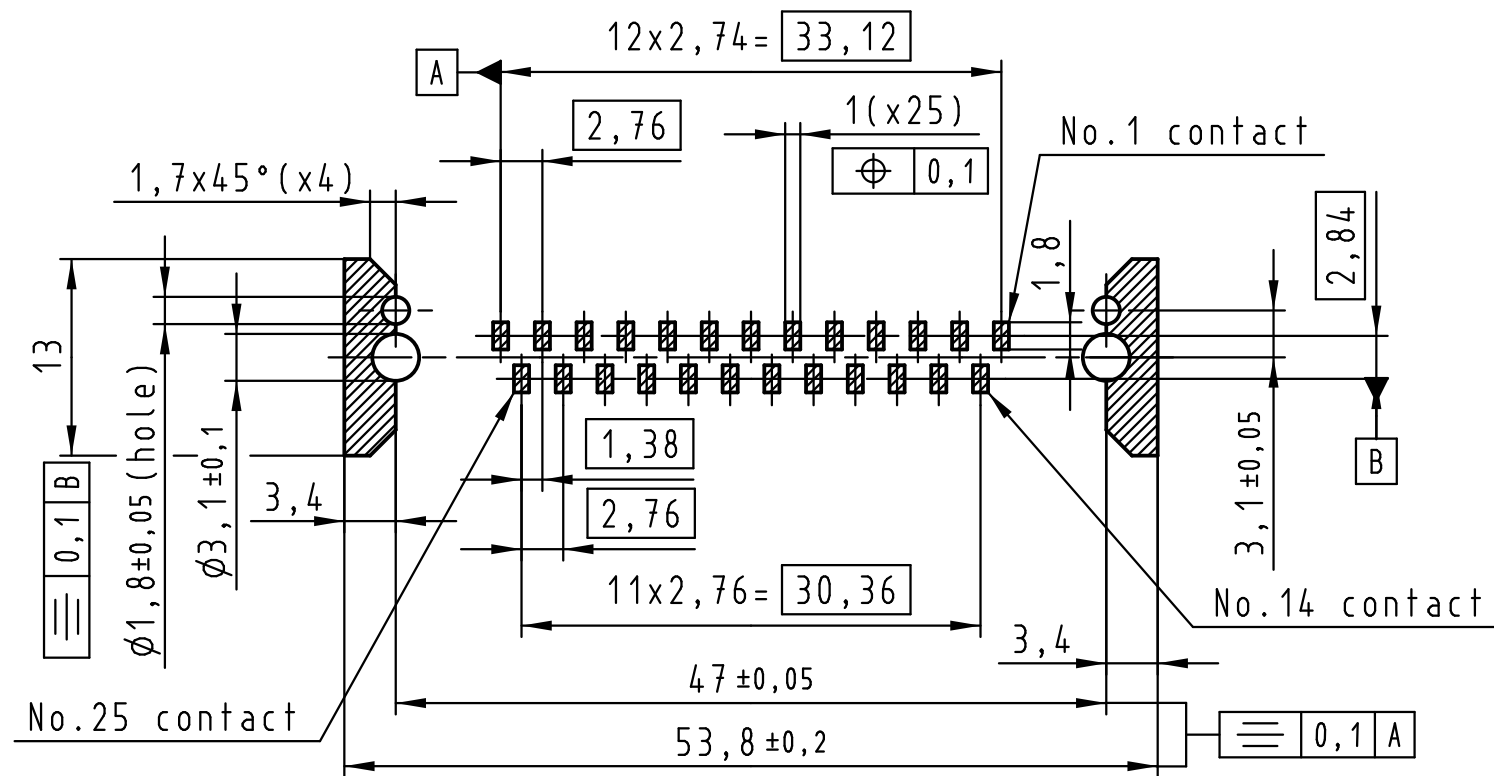 12x2,74= 33,12
A
2,76
1(x25)
No.1 contact
⌖ 0,1
1,7x45°(x4)
2,84
1,8
13
⌯ 0,1 B
Ø1,8±0,05(hole)
Ø3,1±0,1
3,4
1,38
2,76
11x2,76= 30,36
3,1±0,05
B
No.14 contact
3,4
47±0,05
No.25 contact
53,8±0,2
⌯ 0,1 A